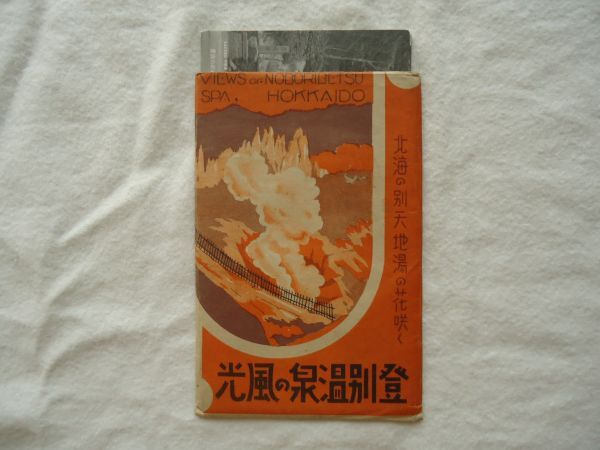 VIEWS OF NOBORIBETSU
SPA, HOKKAIDO
北海の別天地湯の花咲く
登別温泉の風光